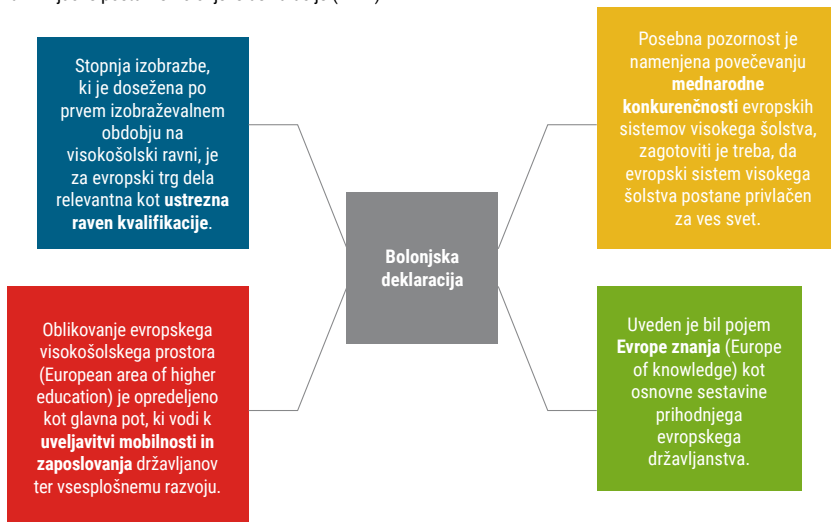 Stopnja izobrazbe,
ki je dosežena po
prvem izobraževalnem
obdobju na
visokošolski ravni, je
za evropski trg dela
relevantna kot ustrezna
raven kvalifikacije.
Posebna pozornost je
namenjena povečevanju
mednarodne
konkurenčnosti evropskih
sistemov visokega šolstva,
zagotoviti je treba, da
evropski sistem visokega
šolstva postane privlačen
za ves svet.
Bolonjska
deklaracija
Oblikovanje evropskega
visokošolskega prostora
(European area of higher
education) je opredeljeno
kot glavna pot, ki vodi k
uveljavitvi mobilnosti in
zaposlovanja državljanov
ter vsesplošnemu razvoju.
Uveden je bil pojem
Evrope znanja (Europe
of knowledge) kot
osnovne sestavine
prihodnjega
evropskega
državljanstva.